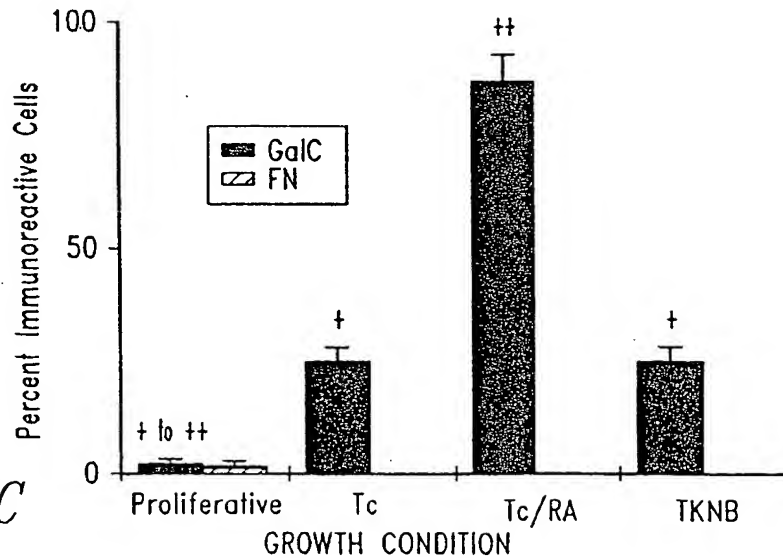 Percent Immunoreactive Cells
100
50
0
GalC
FN
+ to ++
+
++
+
Proliferative
Tc
Tc/RA
TKNB
GROWTH CONDITION
C